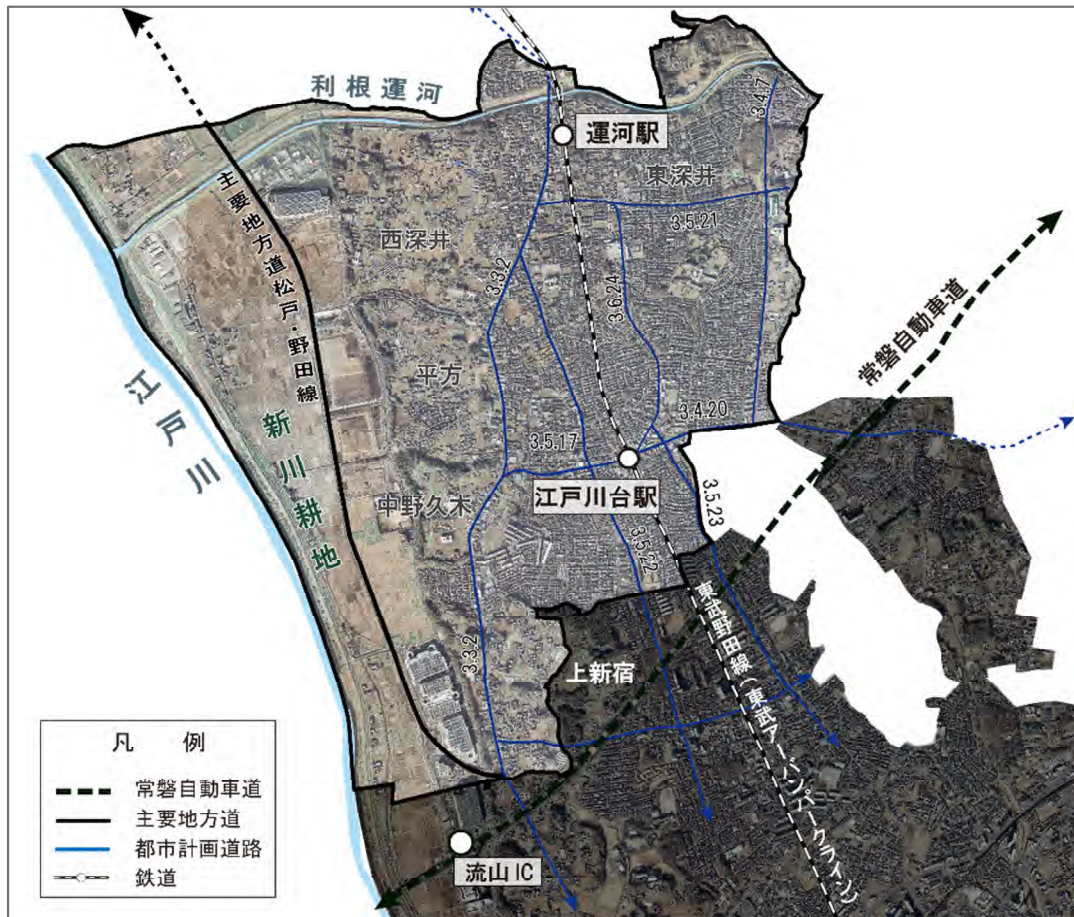 利根運河
運河駅
3.4.7
東深井
主要地方道松戸・野田線
3.5.21
西深井
3.3.2
3.6.24
常磐自動車道
平方
江戸川
新川耕地
3.4.20
3.5.17
江戸川台駅
中野久木
3.5.23
3.5.22
東武野田線(東武アーバンパークライン)
3.3.2
上新宿
流山IC
凡 例
常磐自動車道
主要地方道
都市計画道路
鉄道